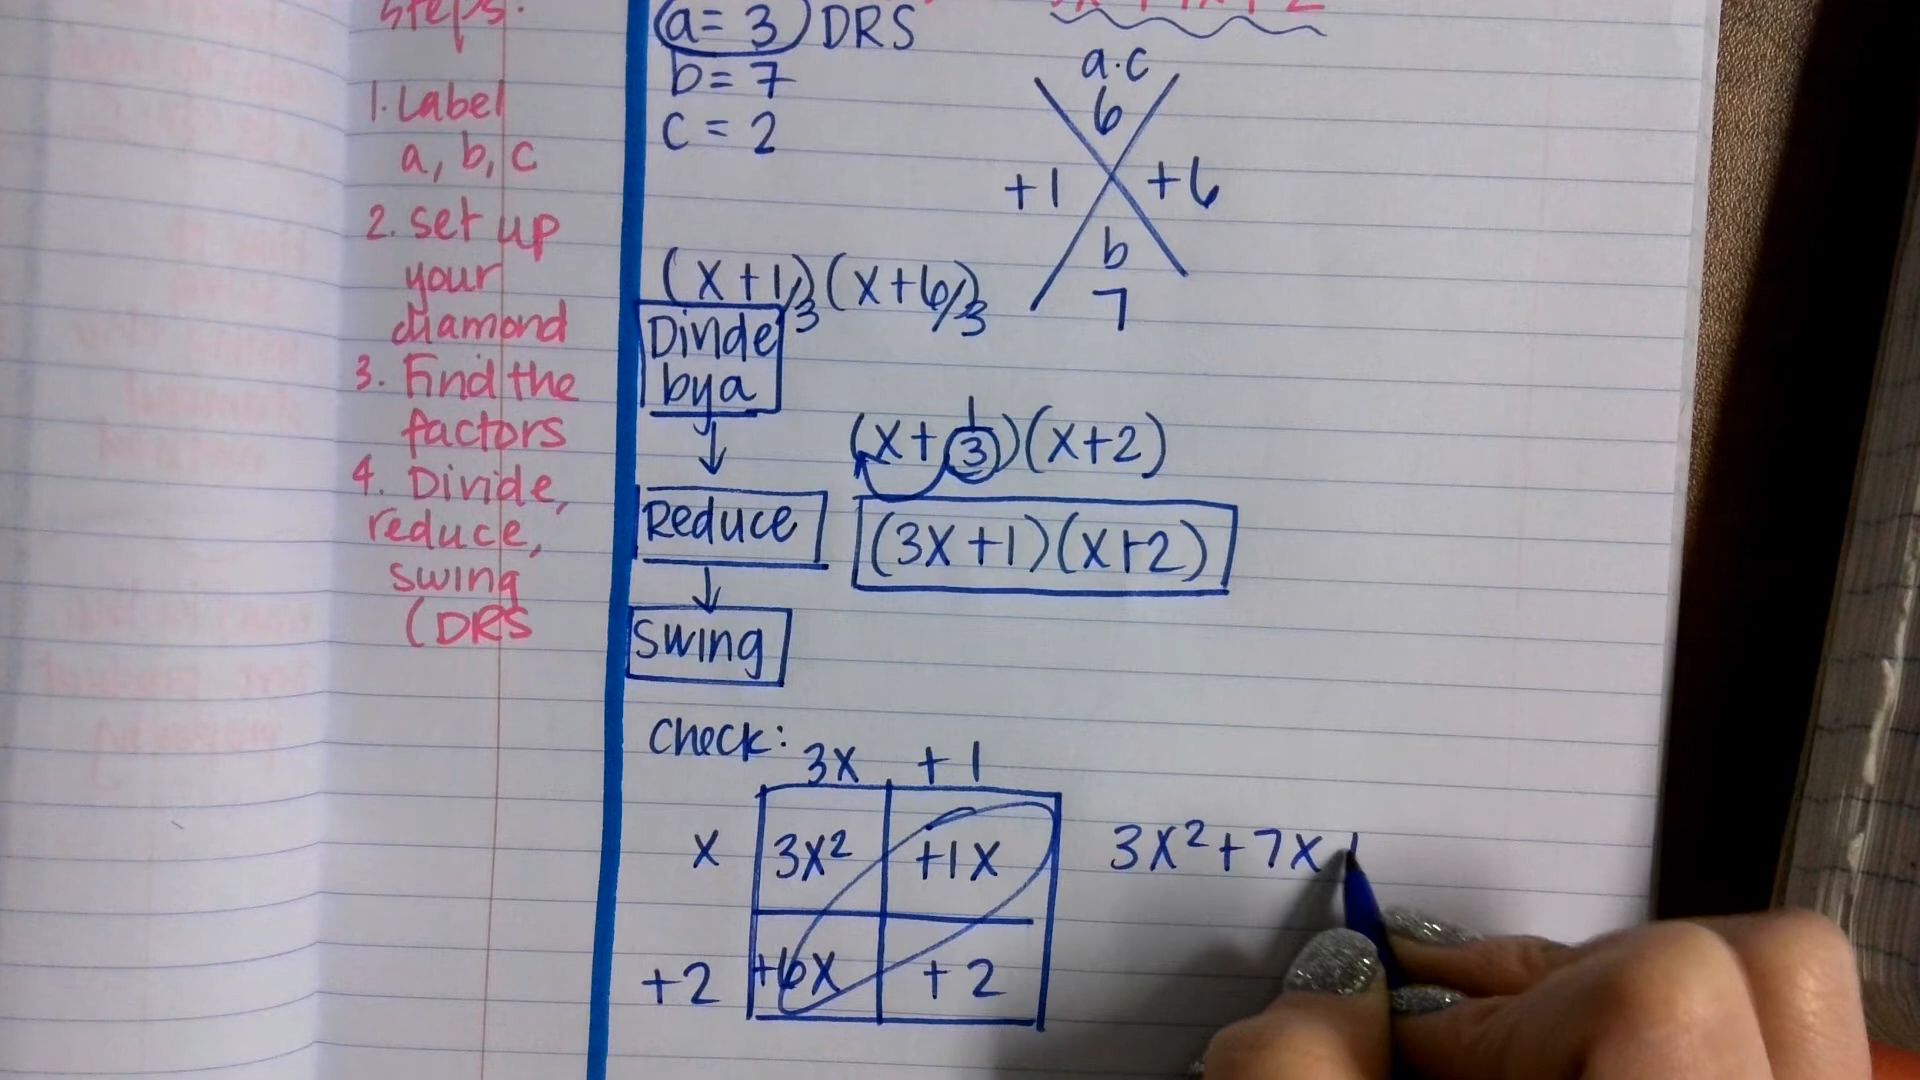 Steps:
1. Label
a, b, c
2. set up
your
diamond
3. Find the
factors
4. Divide,
reduce,
swing
(DRS
a = 3 DRS
b = 7
c = 2
a·c
6
+1 +6
b
7
(x+1/3)(x+6/3)
Divide
by a
(x+1/3)(x+2)
Reduce
(3x+1)(x+2)
Swing
Check:
3x +1
x 3x² +1x
+2 +6x +2
3x²+7x